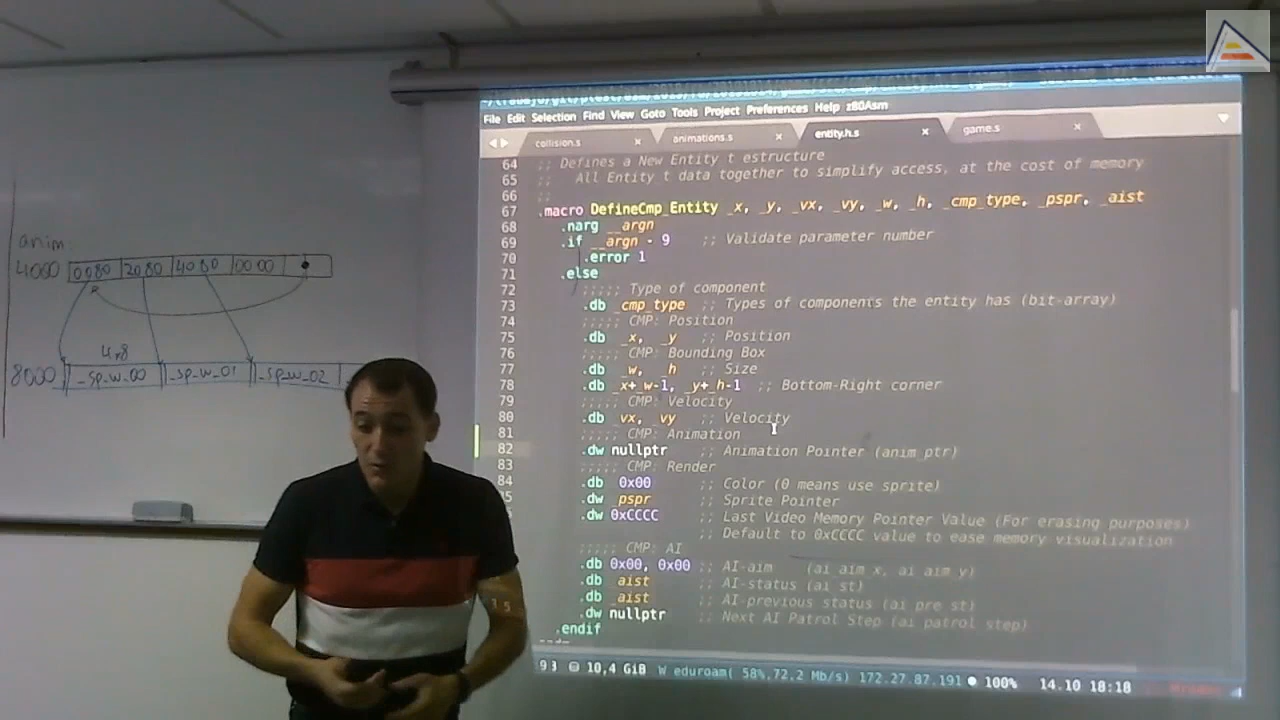 anim
4000 0080 2080 4080 0000
4,8
8000 _sp_w_00 _sp_w_01 _sp_w_02
File Edit Selection Find View Goto Tools Project Preferences Help z80Asm
collision.s × animations.s × entity.h.s × game.s ×
64 ;; Defines a New Entity_t estructure
65 ;; All Entity_t data together to simplify access, at the cost of memory
66 ;;
67 .macro DefineCmp_Entity _x, _y, _vx, _vy, _w, _h, _cmp_type, _pspr, _aist
68 .narg __argn
69 .if __argn - 9 ;; Validate parameter number
70 .error 1
71 .else
72 ;;;;; Type of component
73 .db _cmp_type ;; Types of components the entity has (bit-array)
74 ;;;;; CMP: Position
75 .db _x, _y ;; Position
76 ;;;;; CMP: Bounding Box
77 .db _w, _h ;; Size
78 .db _x+_w-1, _y+_h-1 ;; Bottom-Right corner
79 ;;;;; CMP: Velocity
80 .db _vx, _vy ;; Velocity
81 ;;;;; CMP: Animation
82 .dw nullptr ;; Animation Pointer (anim_ptr)
83 ;;;;; CMP: Render
84 .db 0x00 ;; Color (0 means use sprite)
.dw _pspr ;; Sprite Pointer
.dw 0xCCCC ;; Last Video Memory Pointer Value (For erasing purposes)
;; Default to 0xCCCC value to ease memory visualization
;;;;; CMP: AI
.db 0x00, 0x00 ;; AI-aim (ai_aim_x, ai_aim_y)
.db _aist ;; AI-status (ai_st)
.db _aist ;; AI-previous status (ai_pre_st)
.dw nullptr ;; Next AI Patrol Step (ai_patrol_step)
.endif
10,4 GiB W eduroam( 58%,72.2 Mb/s) 172.27.87.191 100% 14.10 18:18